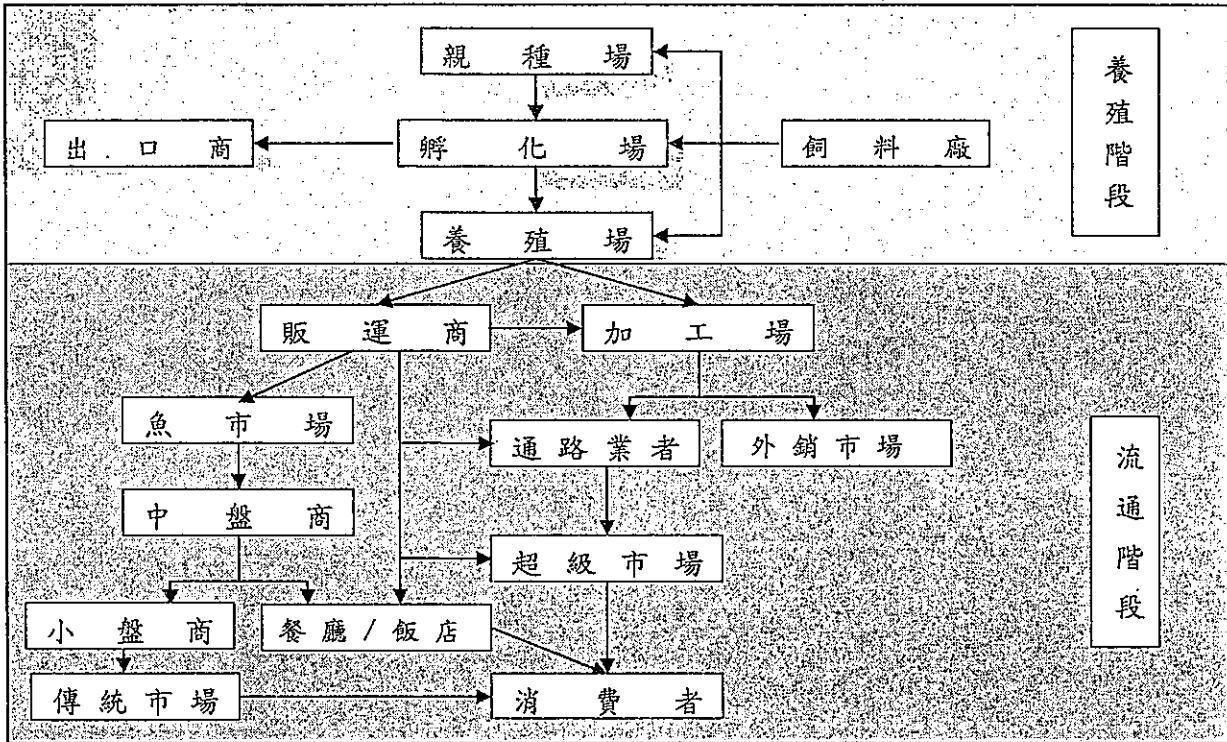 親種場
養殖階段
出口商
孵化場
飼料廠
養殖場
販運商
加工場
魚市場
通路業者
外銷市場
流通階段
中盤商
超級市場
小盤商
餐廳/飯店
傳統市場
消費者